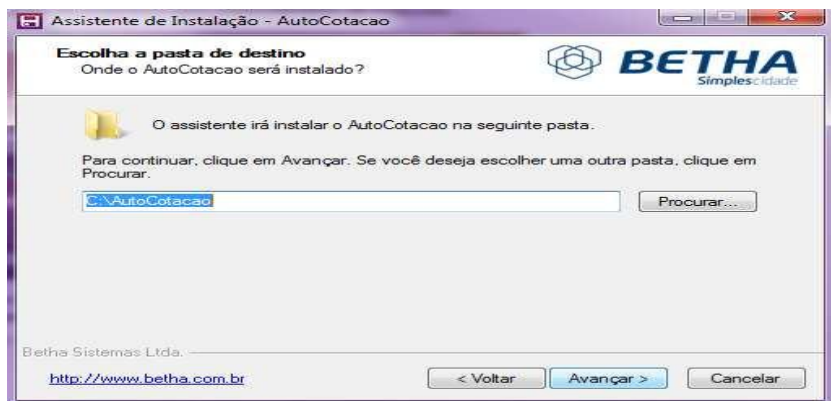 Assistente de Instalação - AutoCotacao
Escolha a pasta de destino
Onde o AutoCotacao será instalado?
BETHA
Simplescidade
O assistente irá instalar o AutoCotacao na seguinte pasta.
Para continuar, clique em Avançar. Se você deseja escolher uma outra pasta, clique em
Procurar.
C:\AutoCotacao
Procurar...
Betha Sistemas Ltda.
http://www.betha.com.br
< Voltar
Avançar >
Cancelar